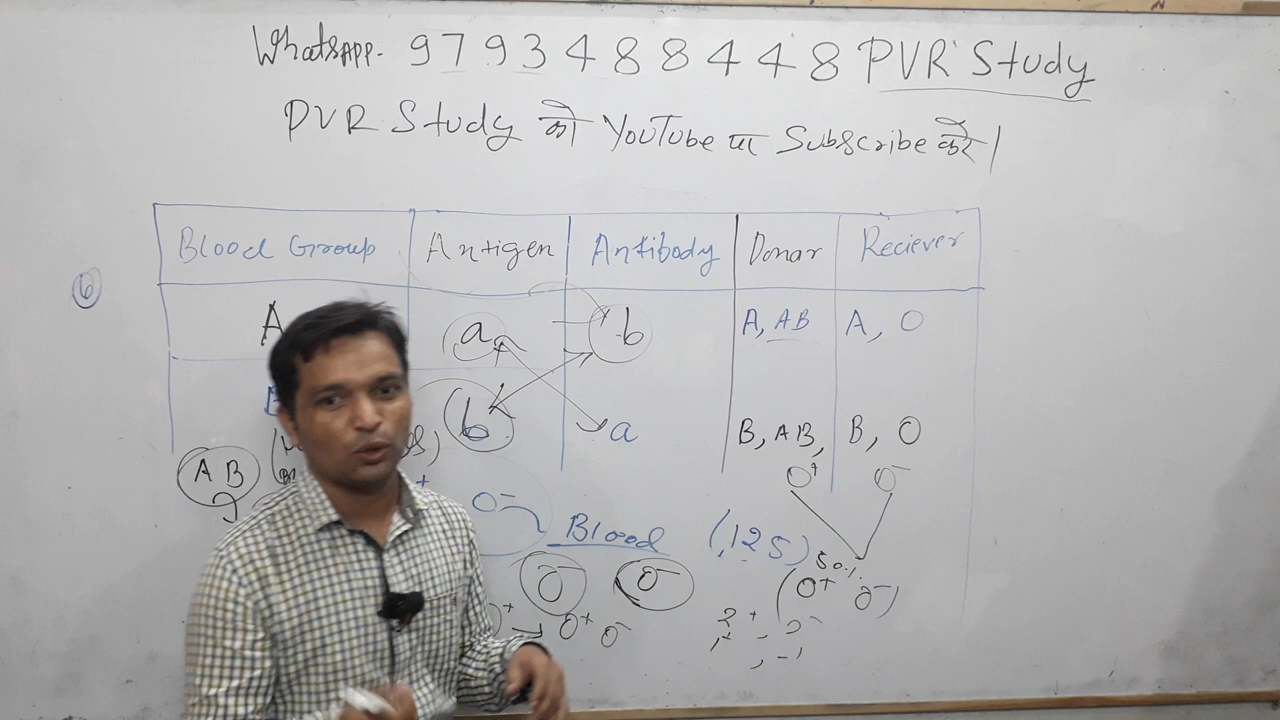 WhatsAPP- 9793488448 PVR Study
PVR Study को YouTube पर Subscribe करें।
Blood Group Antigen Antibody Donar Reciever
6
A a b A, AB A, O
B b a B, AB, B, O
AB O⁺ O⁻
O⁻ Blood (,125)
50%
O⁻ O⁻ (O⁺ O⁻)
O⁺ → O⁺ O⁻